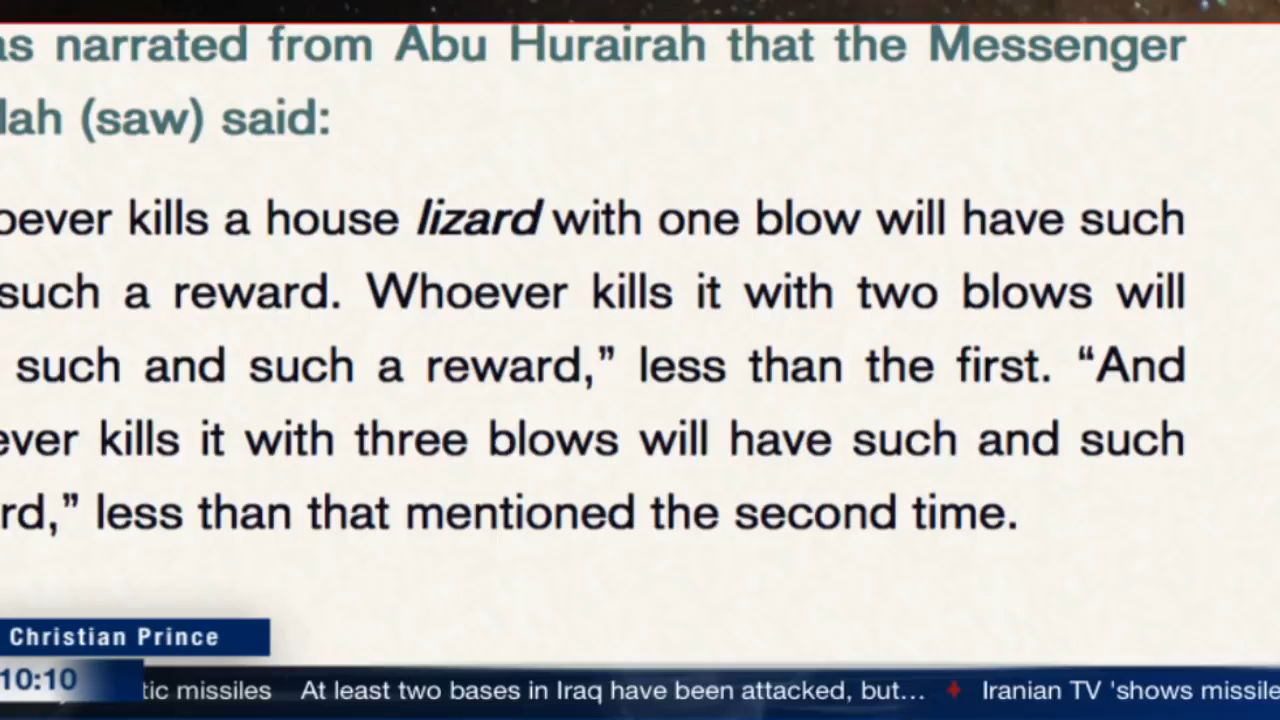 as narrated from Abu Hurairah that the Messenger
lah (saw) said:
oever kills a house lizard with one blow will have such
such a reward. Whoever kills it with two blows will
such and such a reward,” less than the first. “And
ever kills it with three blows will have such and such
rd,” less than that mentioned the second time.
Christian Prince
10:10
tic missiles At least two bases in Iraq have been attacked, but... Iranian TV 'shows missile